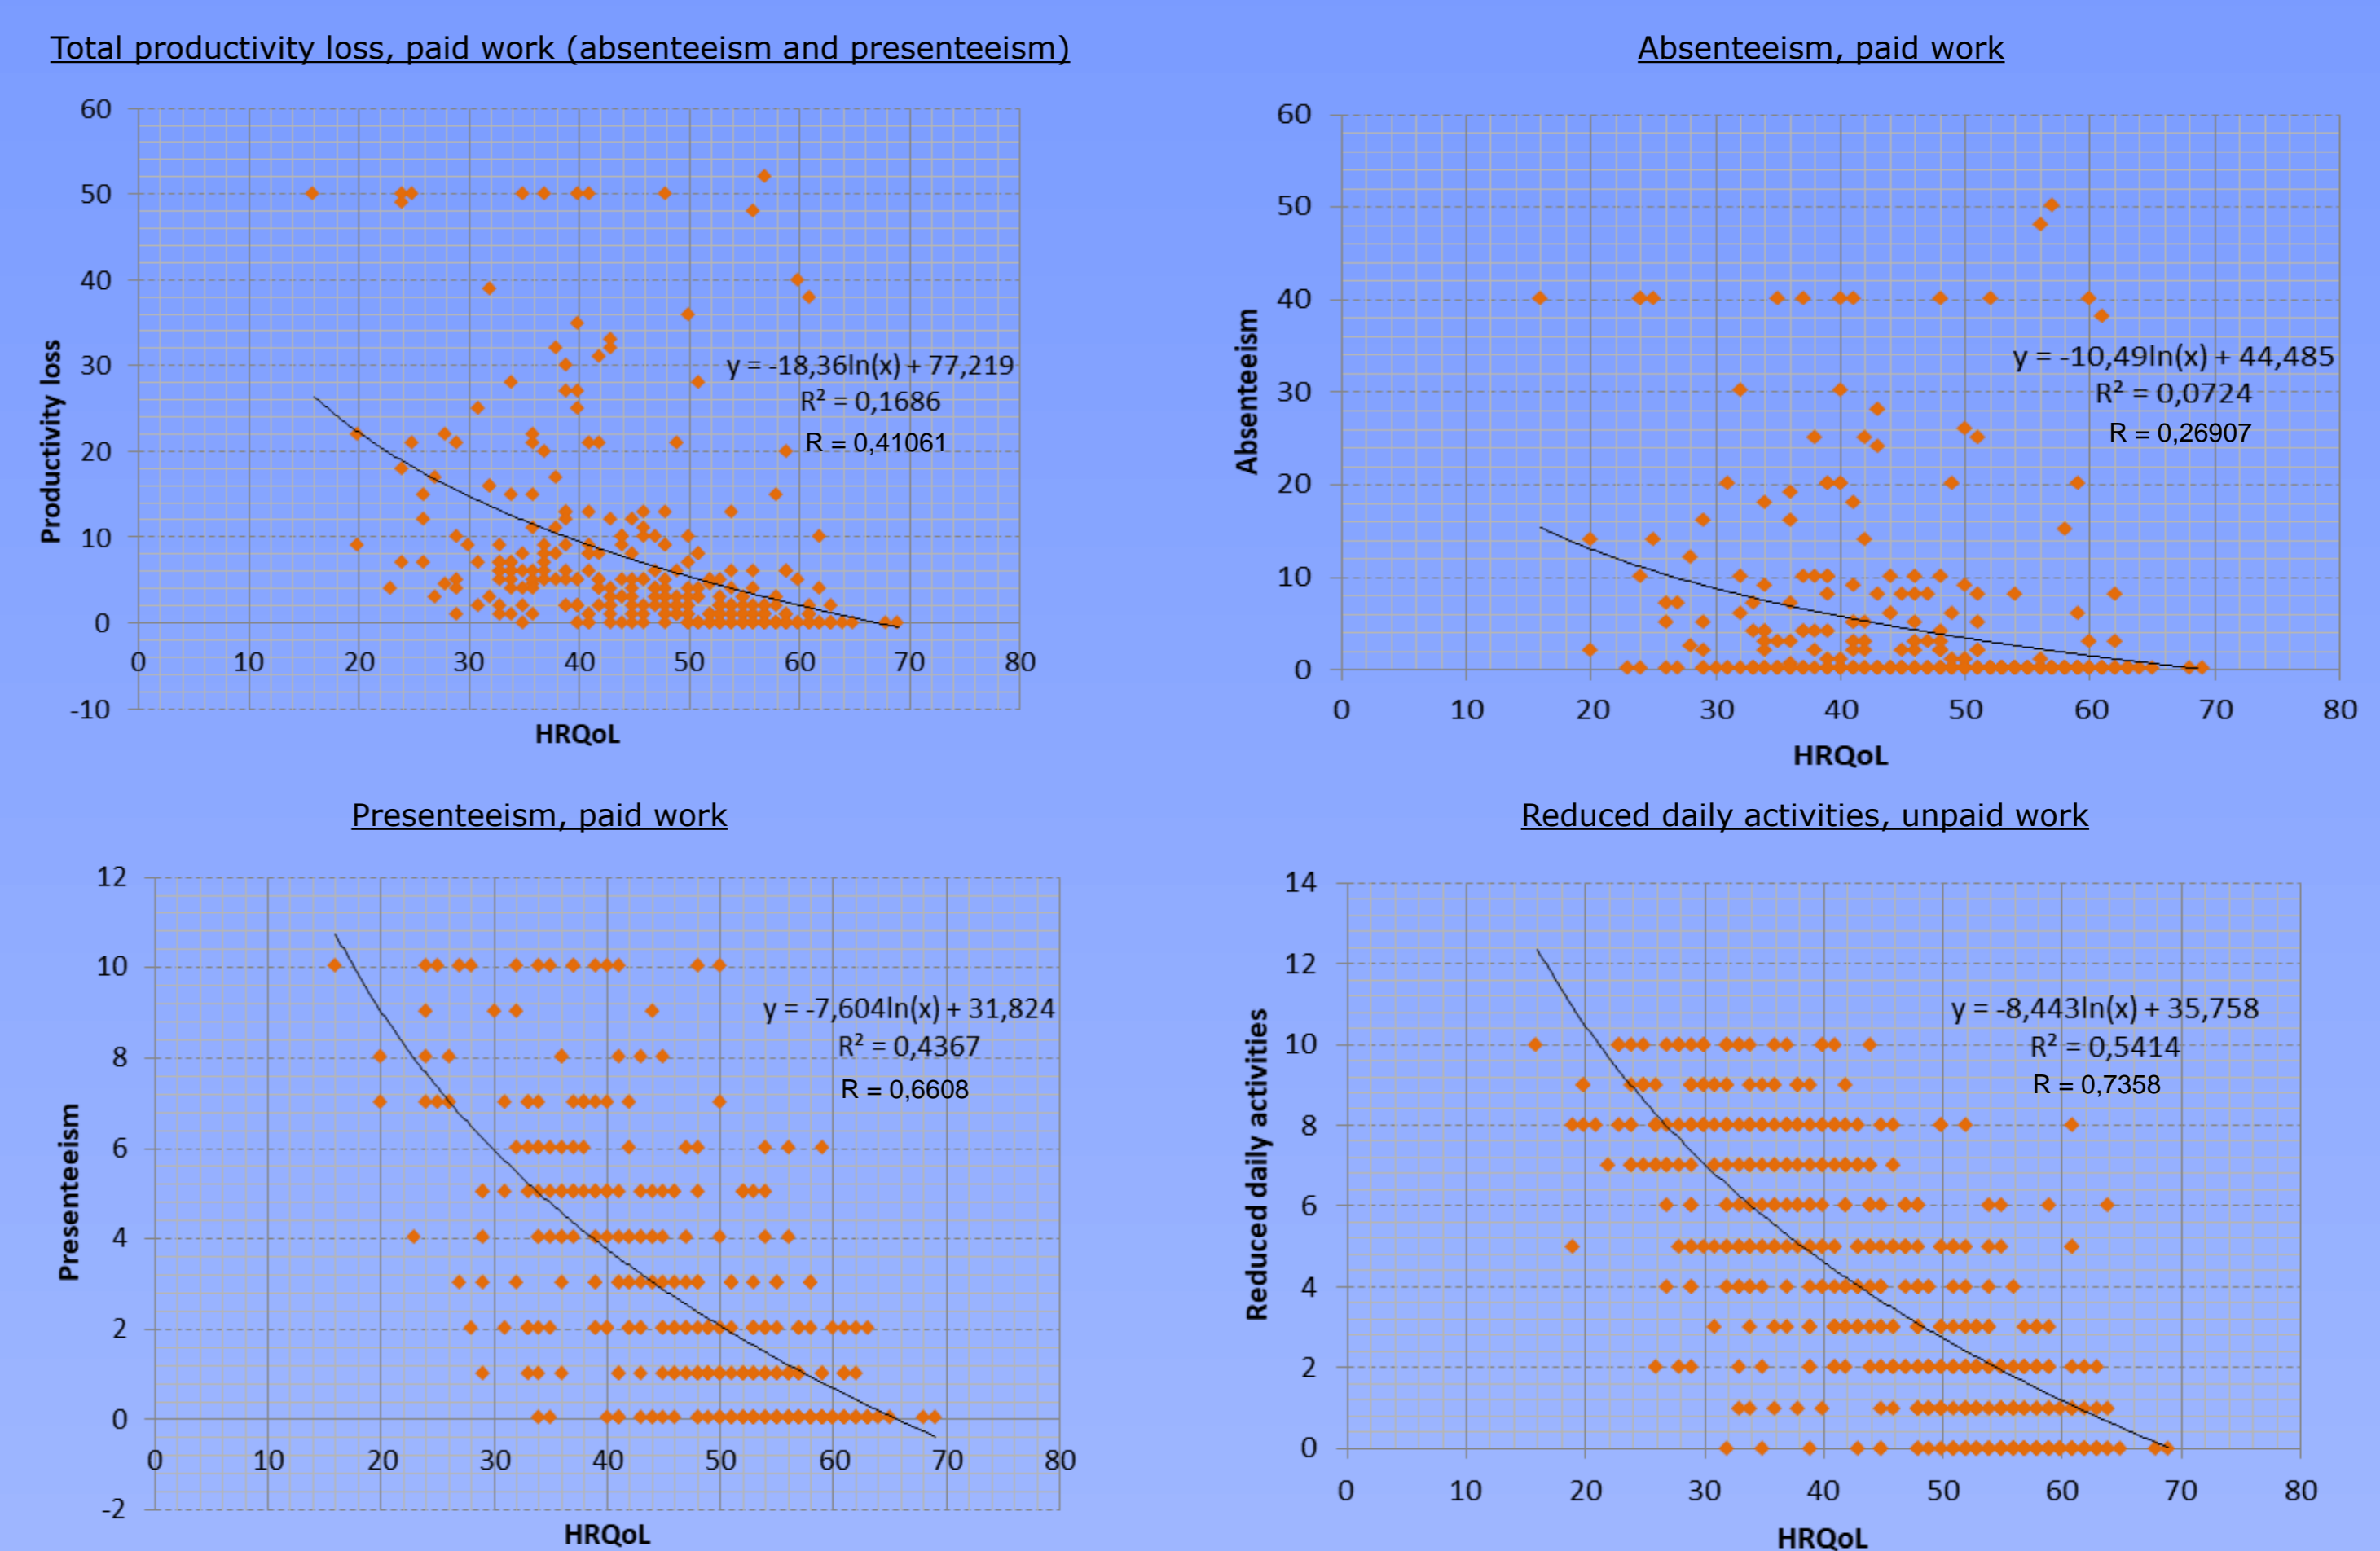 Total productivity loss, paid work (absenteeism and presenteeism)
60
50
40
30
20
10
0
-10
Productivity loss
y = -18,36ln(x) + 77,219
R² = 0,1686
R = 0,41061
0 10 20 30 40 50 60 70 80
HRQoL
Absenteeism, paid work
60
50
40
30
20
10
0
Absenteeism
y = -10,49ln(x) + 44,485
R² = 0,0724
R = 0,26907
0 10 20 30 40 50 60 70 80
HRQoL
Presenteeism, paid work
12
10
8
6
4
2
0
-2
Presenteeism
y = -7,604ln(x) + 31,824
R² = 0,4367
R = 0,6608
0 10 20 30 40 50 60 70 80
HRQoL
Reduced daily activities, unpaid work
14
12
10
8
6
4
2
0
Reduced daily activities
y = -8,443ln(x) + 35,758
R² = 0,5414
R = 0,7358
0 10 20 30 40 50 60 70 80
HRQoL